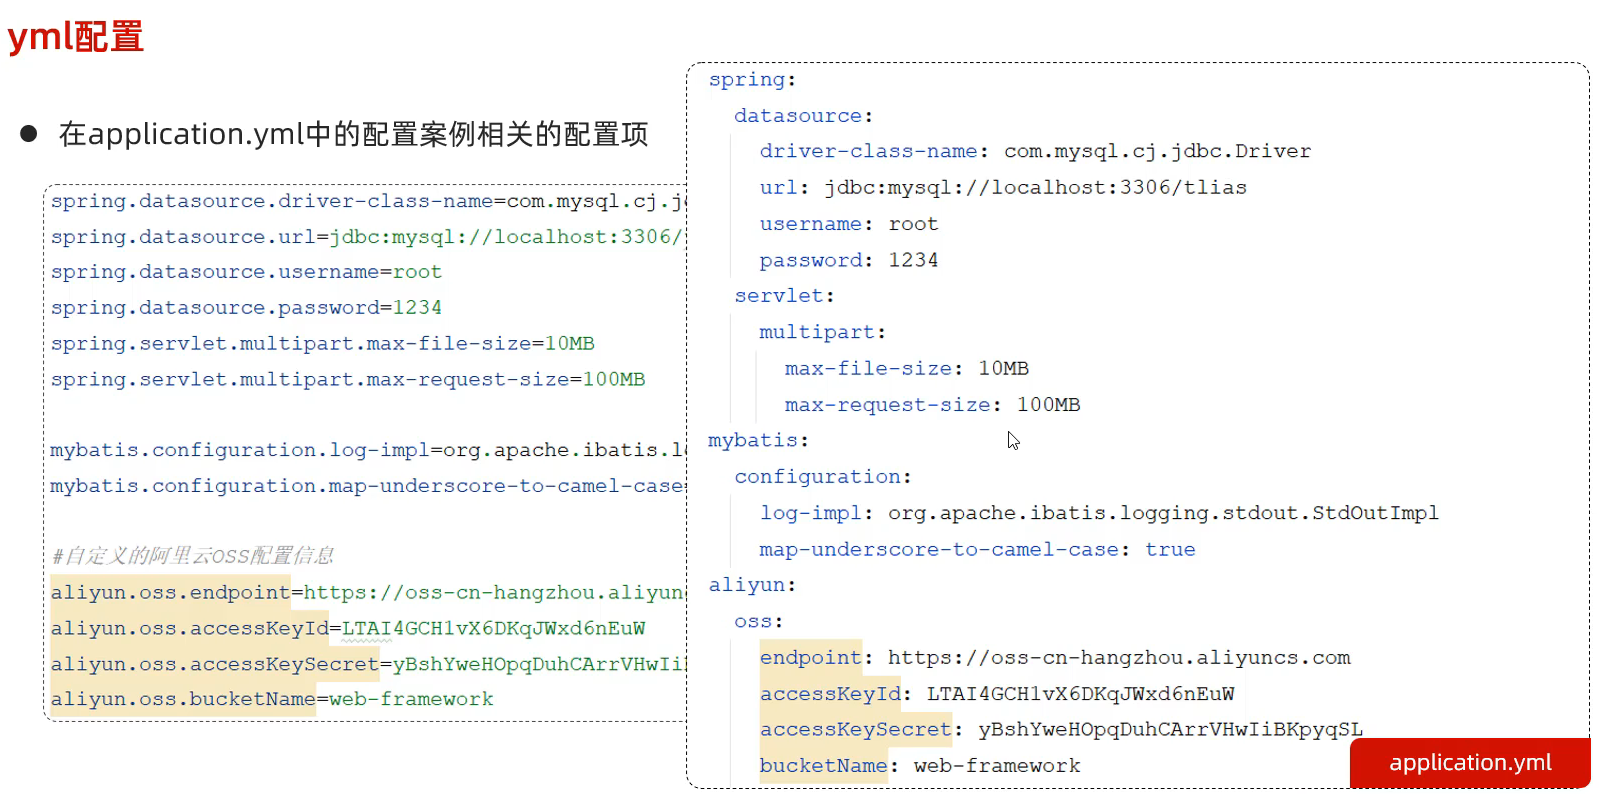 yml配置
● 在application.yml中的配置案例相关的配置项
spring.datasource.driver-class-name=com.mysql.cj.j
spring.datasource.url=jdbc:mysql://localhost:3306/
spring.datasource.username=root
spring.datasource.password=1234
spring.servlet.multipart.max-file-size=10MB
spring.servlet.multipart.max-request-size=100MB
mybatis.configuration.log-impl=org.apache.ibatis.l
mybatis.configuration.map-underscore-to-camel-case
#自定义的阿里云OSS配置信息
aliyun.oss.endpoint=https://oss-cn-hangzhou.aliyun
aliyun.oss.accessKeyId=LTAI4GCH1vX6DKqJWxd6nEuW
aliyun.oss.accessKeySecret=yBshYweHOpqDuhCArrVHwIi
aliyun.oss.bucketName=web-framework
spring:
datasource:
driver-class-name: com.mysql.cj.jdbc.Driver
url: jdbc:mysql://localhost:3306/tlias
username: root
password: 1234
servlet:
multipart:
max-file-size: 10MB
max-request-size: 100MB
mybatis:
configuration:
log-impl: org.apache.ibatis.logging.stdout.StdOutImpl
map-underscore-to-camel-case: true
aliyun:
oss:
endpoint: https://oss-cn-hangzhou.aliyuncs.com
accessKeyId: LTAI4GCH1vX6DKqJWxd6nEuW
accessKeySecret: yBshYweHOpqDuhCArrVHwIiBKpyqSL
bucketName: web-framework
application.yml